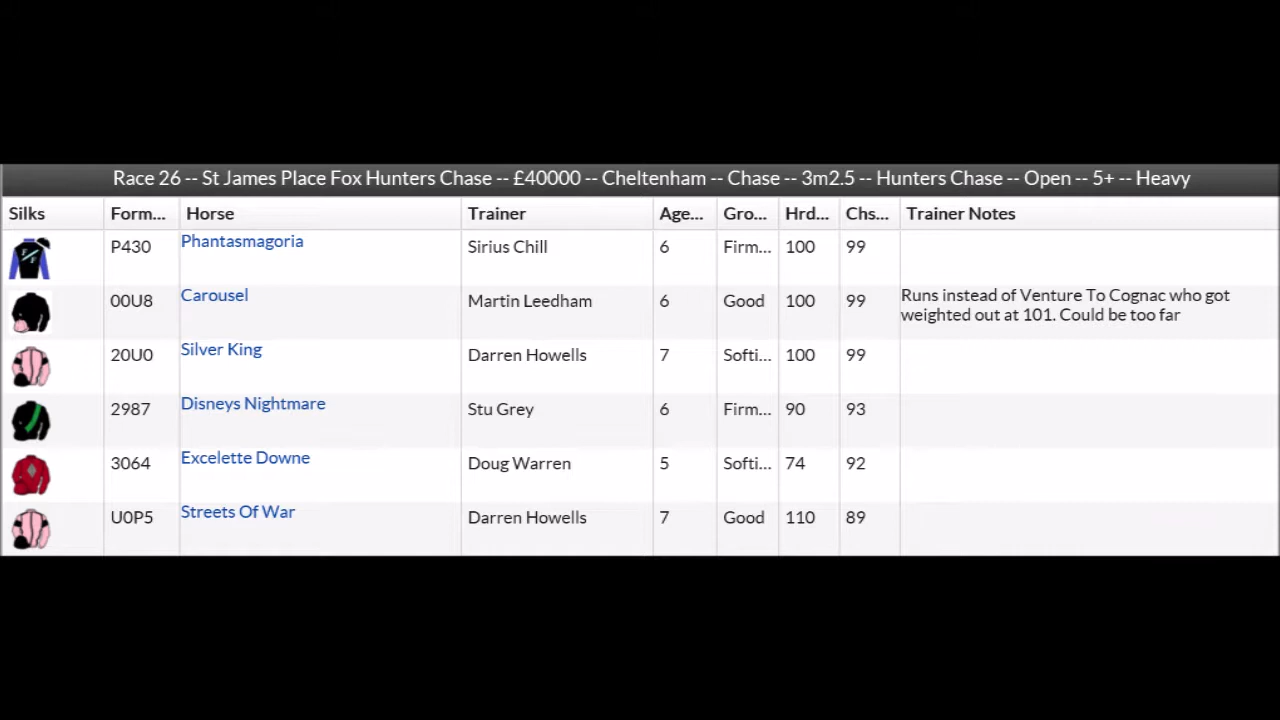 Race 26 -- St James Place Fox Hunters Chase -- £40000 -- Cheltenham -- Chase -- 3m2.5 -- Hunters Chase -- Open -- 5+ -- Heavy
Silks Form... Horse Trainer Age... Gro... Hrd... Chs... Trainer Notes
P430 Phantasmagoria Sirius Chill 6 Firm... 100 99
00U8 Carousel Martin Leedham 6 Good 100 99 Runs instead of Venture To Cognac who got
weighted out at 101. Could be too far
20U0 Silver King Darren Howells 7 Softi... 100 99
2987 Disneys Nightmare Stu Grey 6 Firm... 90 93
3064 Excelette Downe Doug Warren 5 Softi... 74 92
U0P5 Streets Of War Darren Howells 7 Good 110 89